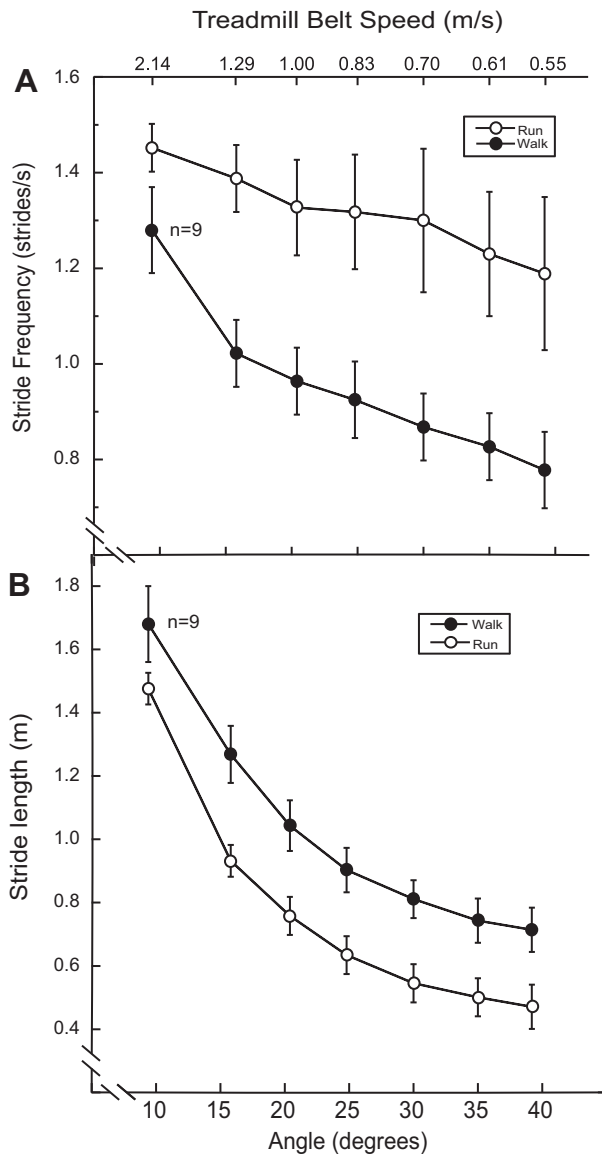 Treadmill Belt Speed (m/s)
2.14 1.29 1.00 0.83 0.70 0.61 0.55
A
1.6
1.4
1.2
1.0
0.8
Stride Frequency (strides/s)
Run
Walk
n=9
B
1.8
1.6
1.4
1.2
1.0
0.8
0.6
0.4
Stride length (m)
Walk
Run
n=9
10 15 20 25 30 35 40
Angle (degrees)